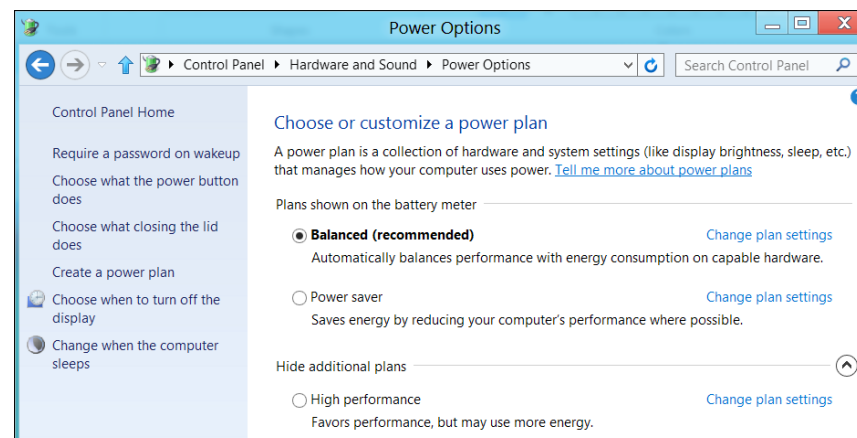 Power Options
Control Panel Hardware and Sound Power Options
Search Control Panel
Control Panel Home
Require a password on wakeup
Choose what the power button
does
Choose what closing the lid
does
Create a power plan
Choose when to turn off the
display
Change when the computer
sleeps
Choose or customize a power plan
A power plan is a collection of hardware and system settings (like display brightness, sleep, etc.)
that manages how your computer uses power. Tell me more about power plans
Plans shown on the battery meter
Balanced (recommended) Change plan settings
Automatically balances performance with energy consumption on capable hardware.
Power saver Change plan settings
Saves energy by reducing your computer's performance where possible.
Hide additional plans
High performance Change plan settings
Favors performance, but may use more energy.